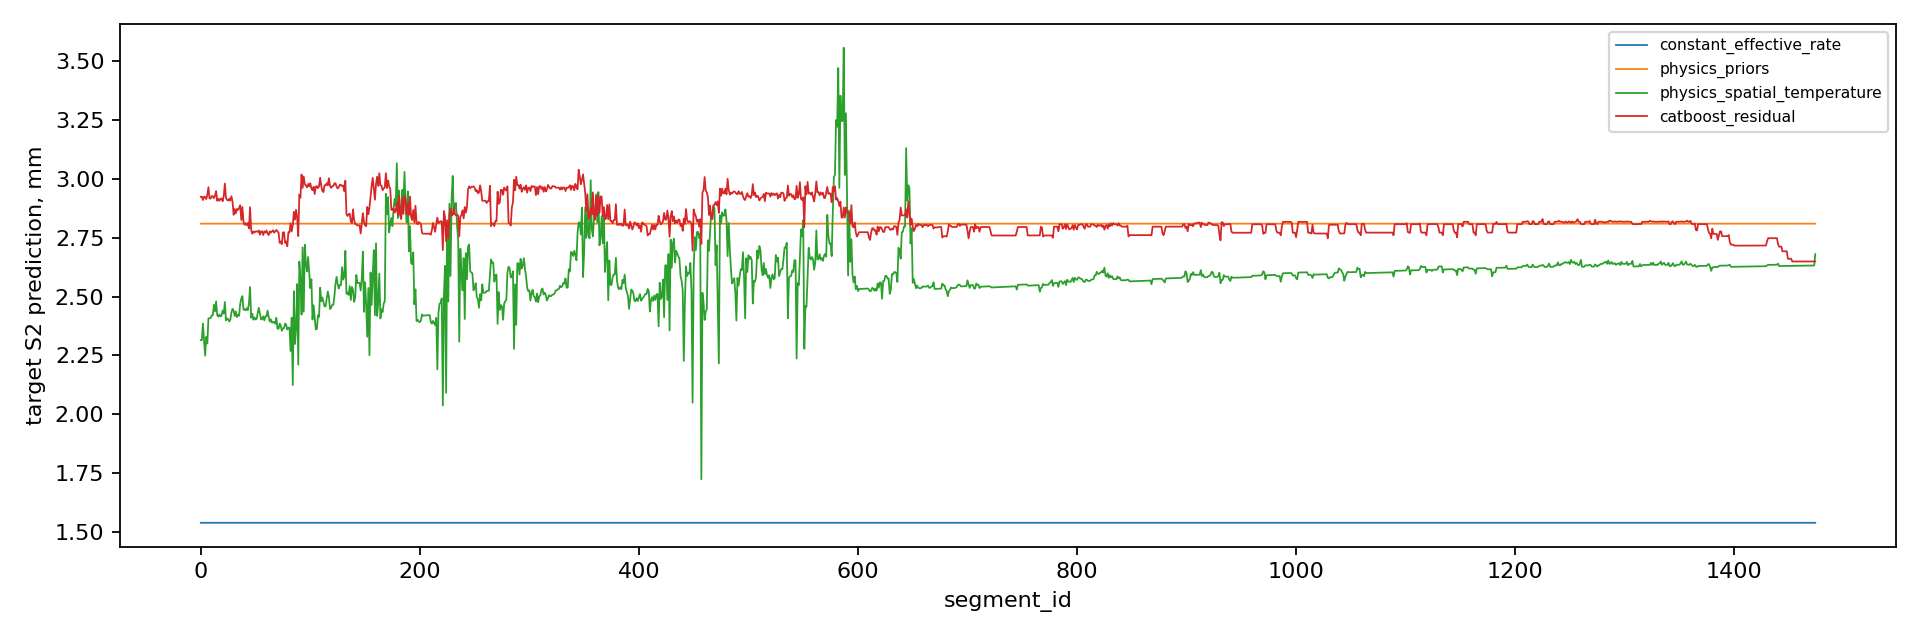 3.50
3.25
3.00
2.75
2.50
2.25
2.00
1.75
1.50
target S2 prediction, mm
0 200 400 600 800 1000 1200 1400
segment_id
constant_effective_rate
physics_priors
physics_spatial_temperature
catboost_residual